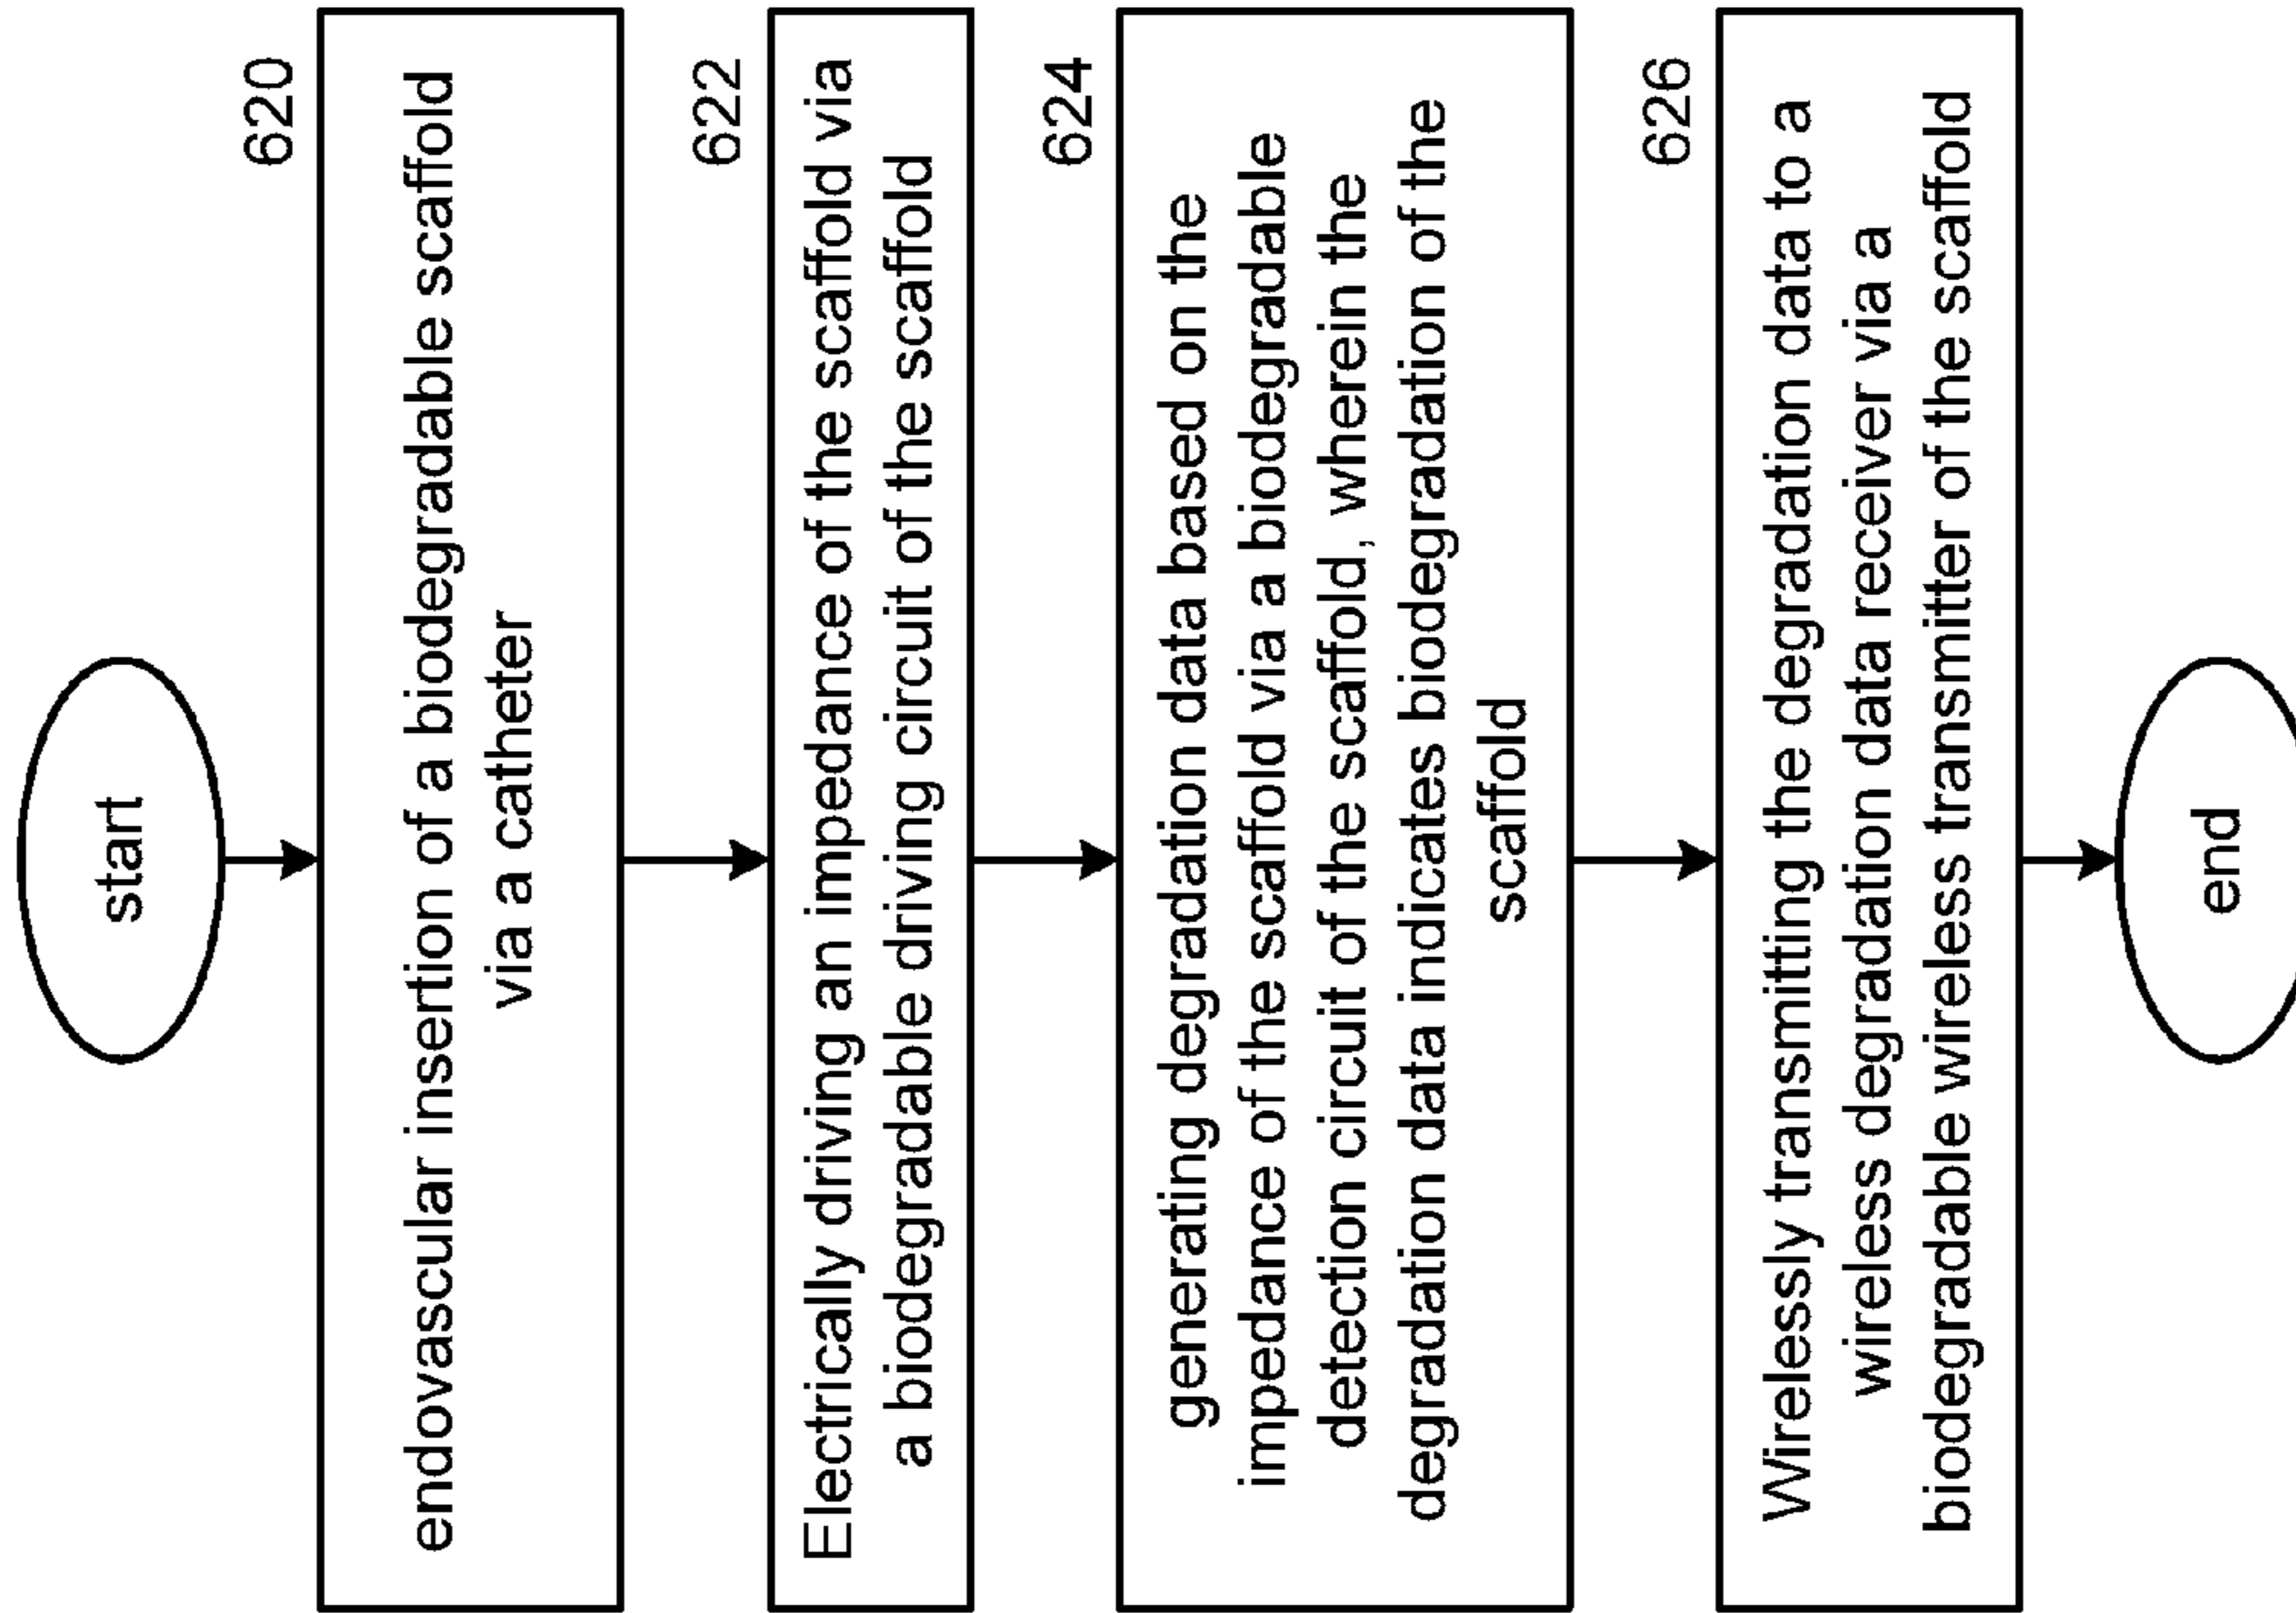 start
620
endovascular insertion of a biodegradable scaffold
via a catheter
622
Electrically driving an impedance of the scaffold via
a biodegradable driving circuit of the scaffold
624
generating degradation data based on the
impedance of the scaffold via a biodegradable
detection circuit of the scaffold, wherein the
degradation data indicates biodegradation of the
scaffold
626
Wirelessly transmitting the degradation data to a
wireless degradation data receiver via a
biodegradable wireless transmitter of the scaffold
end